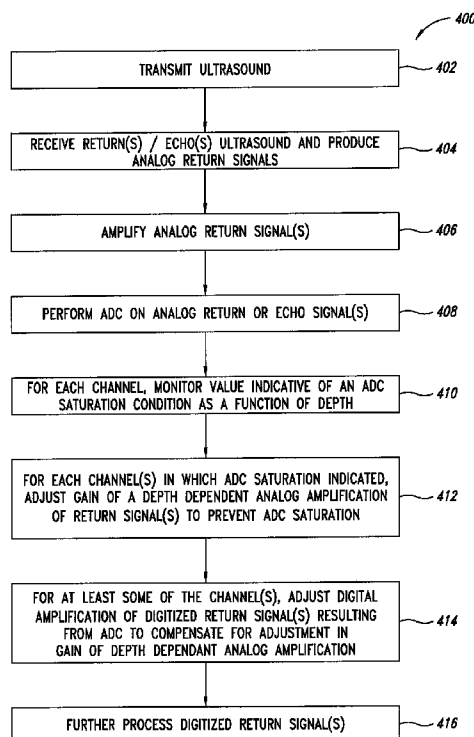 400
TRANSMIT ULTRASOUND
402
RECEIVE RETURN(S) / ECHO(S) ULTRASOUND AND PRODUCE
ANALOG RETURN SIGNALS
404
AMPLIFY ANALOG RETURN SIGNAL(S)
406
PERFORM ADC ON ANALOG RETURN OR ECHO SIGNAL(S)
408
FOR EACH CHANNEL, MONITOR VALUE INDICATIVE OF AN ADC
SATURATION CONDITION AS A FUNCTION OF DEPTH
410
FOR EACH CHANNEL(S) IN WHICH ADC SATURATION INDICATED,
ADJUST GAIN OF A DEPTH DEPENDENT ANALOG AMPLIFICATION
OF RETURN SIGNAL(S) TO PREVENT ADC SATURATION
412
FOR AT LEAST SOME OF THE CHANNEL(S), ADJUST DIGITAL
AMPLIFICATION OF DIGITIZED RETURN SIGNAL(S) RESULTING
FROM ADC TO COMPENSATE FOR ADJUSTMENT IN
GAIN OF DEPTH DEPENDANT ANALOG AMPLIFICATION
414
FURTHER PROCESS DIGITIZED RETURN SIGNAL(S)
416